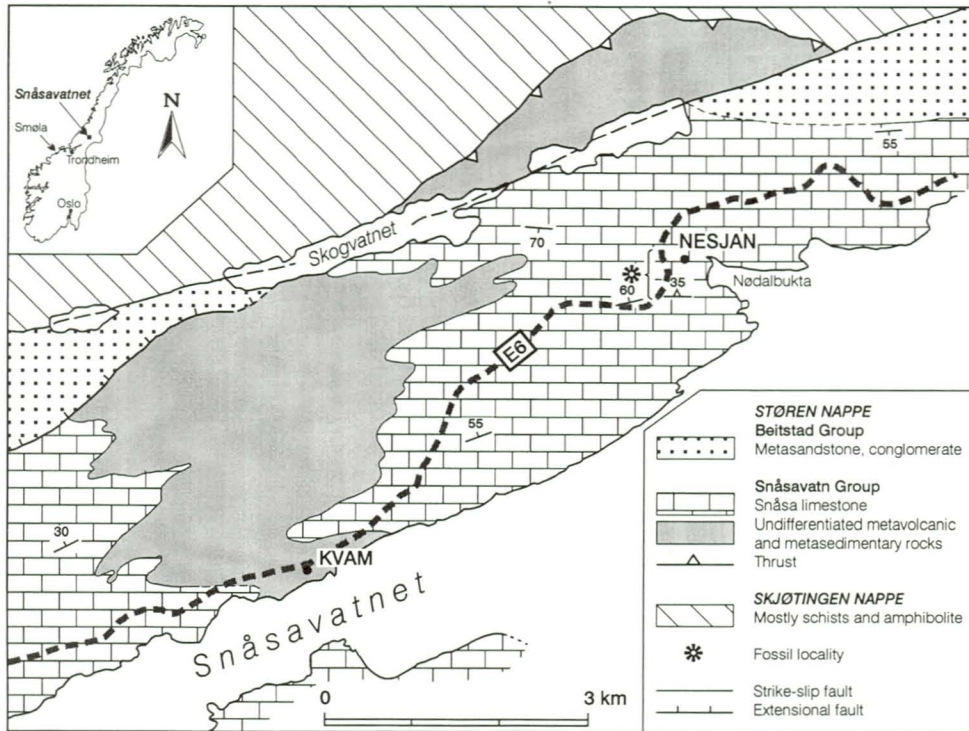 Snåsavatnet
Smøla
Trondheim
Oslo
N
Skogvatnet
55
70
NESJAN
60
35
Nødalbukta
E6
55
30
KVAM
Snåsavatnet
0
3 km
STØREN NAPPE
Beitstad Group
Metasandstone, conglomerate
Snåsavatn Group
Snåsa limestone
Undifferentiated metavolcanic
and metasedimentary rocks
Thrust
SKJØTINGEN NAPPE
Mostly schists and amphibolite
Fossil locality
Strike-slip fault
Extensional fault